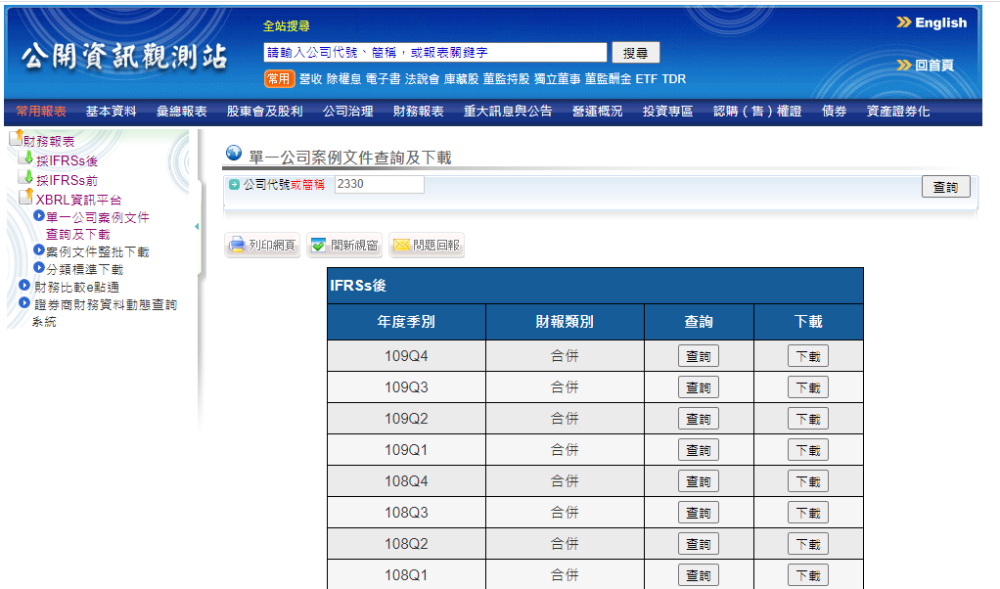 全站搜尋
English
公開資訊觀測站
請輸入公司代號、簡稱，或報表關鍵字
搜尋
回首頁
常用 營收 除權息 電子書 法說會 庫藏股 董監持股 獨立董事 董監酬金 ETF TDR
常用報表 基本資料 彙總報表 股東會及股利 公司治理 財務報表 重大訊息與公告 營運概況 投資專區 認購（售）權證 債券 資產證券化
財務報表
採IFRSs後
採IFRSs前
XBRL資訊平台
單一公司案例文件
查詢及下載
案例文件整批下載
分類標準下載
財務比較e點通
證券商財務資料動態查詢
系統
單一公司案例文件查詢及下載
公司代號或簡稱 2330 查詢
列印網頁 開新視窗 問題回報
IFRSs後
年度季別 財報類別 查詢 下載
109Q4 合併 查詢 下載
109Q3 合併 查詢 下載
109Q2 合併 查詢 下載
109Q1 合併 查詢 下載
108Q4 合併 查詢 下載
108Q3 合併 查詢 下載
108Q2 合併 查詢 下載
108Q1 合併 查詢 下載